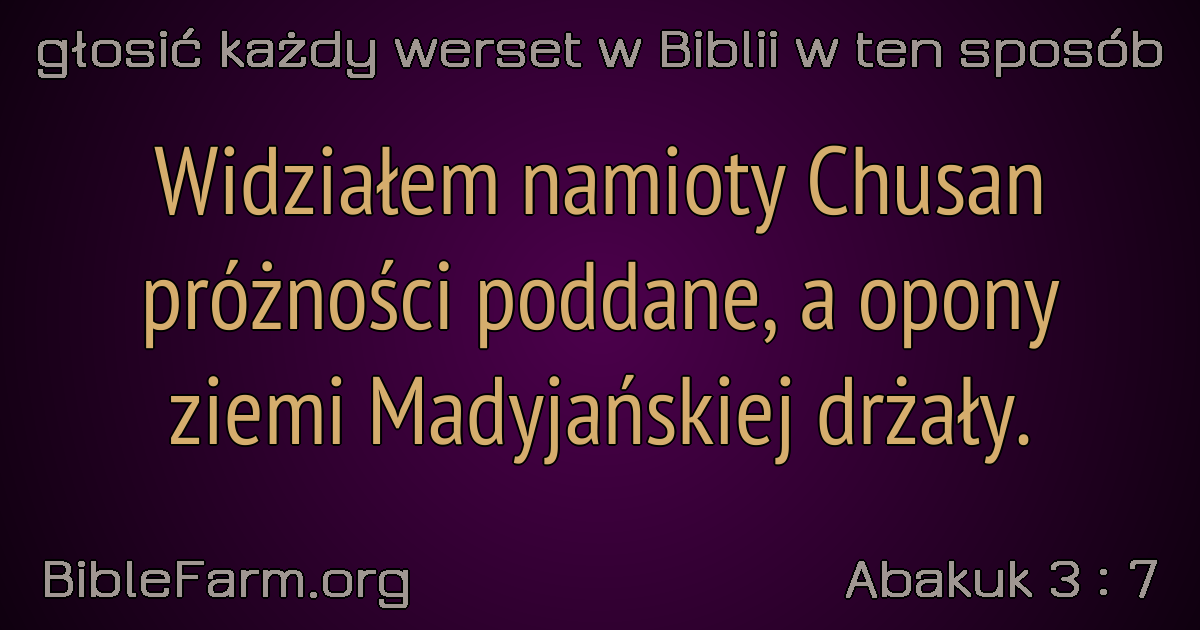 głosić każdy werset w Biblii w ten sposób
Widziałem namioty Chusan
próżności poddane, a opony
ziemi Madyjańskiej drżały.
BibleFarm.org
Abakuk 3 : 7